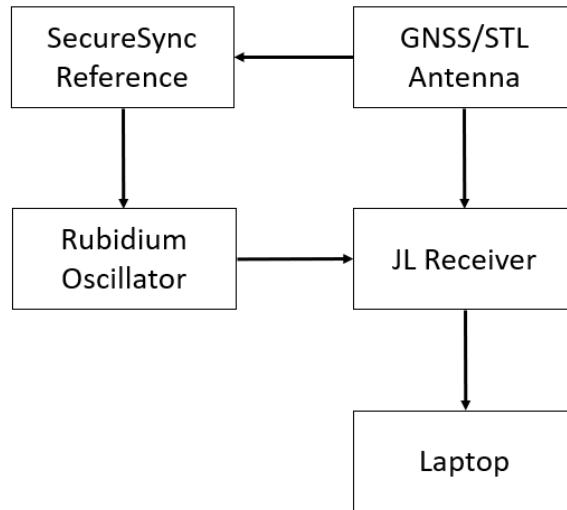 SecureSync
Reference
GNSS/STL
Antenna
Rubidium
Oscillator
JL Receiver
Laptop